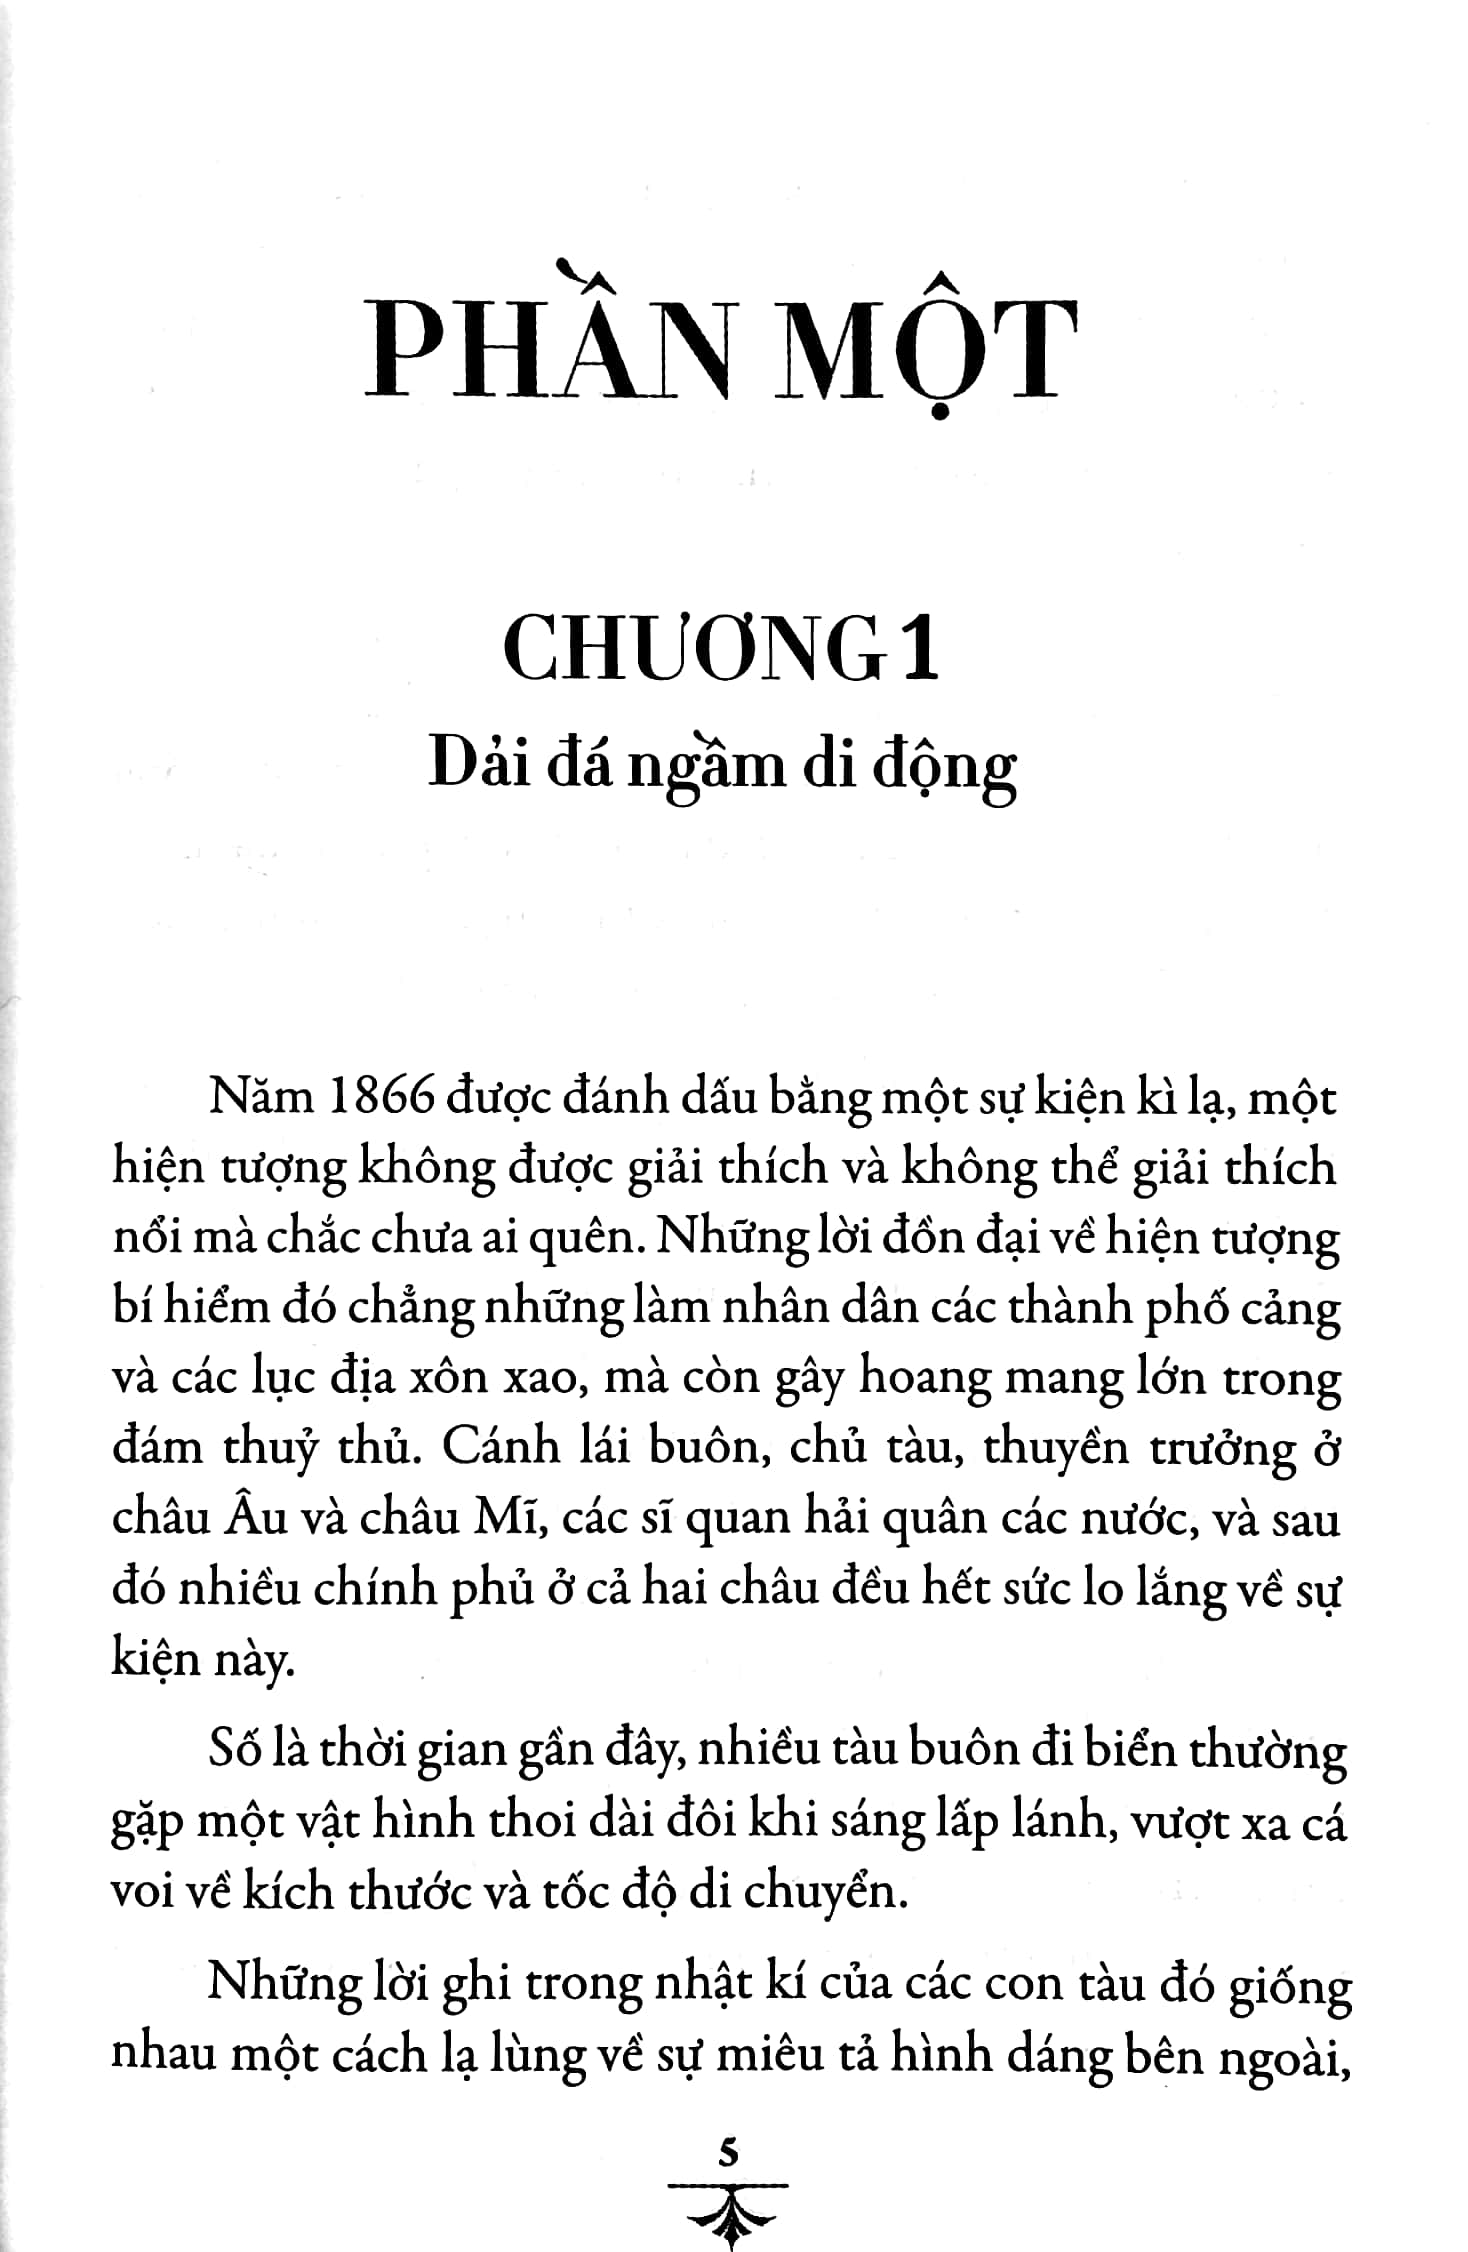 PHẦN MỘT
CHƯƠNG 1
Dải đá ngầm di động
Năm 1866 được đánh dấu bằng một sự kiện kì lạ, một
hiện tượng không được giải thích và không thể giải thích
nổi mà chắc chưa ai quên. Những lời đồn đại về hiện tượng
bí hiểm đó chẳng những làm nhân dân các thành phố cảng
và các lục địa xôn xao, mà còn gây hoang mang lớn trong
đám thuỷ thủ. Cánh lái buôn, chủ tàu, thuyền trưởng ở
châu Âu và châu Mĩ, các sĩ quan hải quân các nước, và sau
đó nhiều chính phủ ở cả hai châu đều hết sức lo lắng về sự
kiện này.
Số là thời gian gần đây, nhiều tàu buôn đi biển thường
gặp một vật hình thoi dài đôi khi sáng lấp lánh, vượt xa cá
voi về kích thước và tốc độ di chuyển.
Những lời ghi trong nhật kí của các con tàu đó giống
nhau một cách lạ lùng về sự miêu tả hình dáng bên ngoài,
5